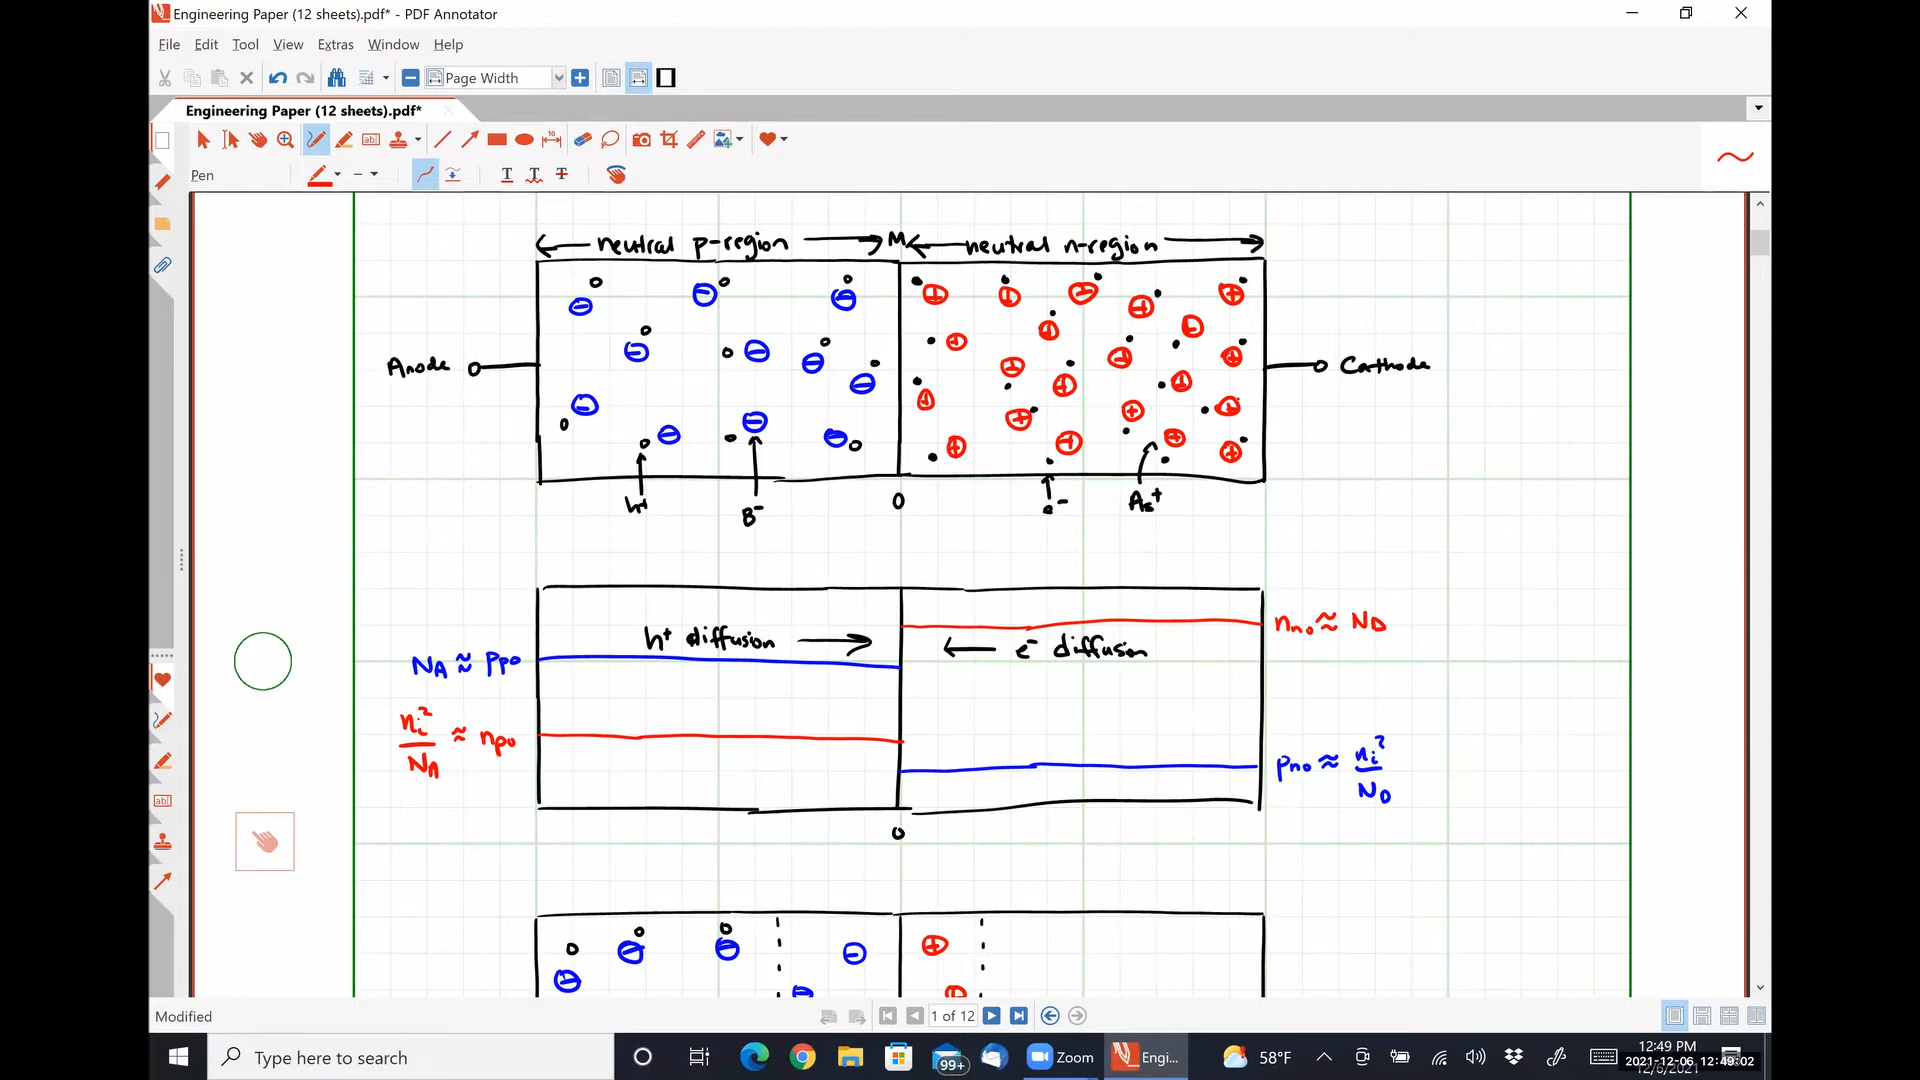 Engineering Paper (12 sheets).pdf* - PDF Annotator
File Edit Tool View Extras Window Help
Page Width
Engineering Paper (12 sheets).pdf*
Pen
neutral p-region M neutral n-region
Anode
Cathode
h+ B- 0 e- As+
h+ diffusion
e- diffusion
nno ≈ ND
NA ≈ ppo
ni²/NA ≈ npo
pno ≈ ni²/ND
0
Modified
1 of 12
Type here to search
99+
Zoom
Engi...
58°F
12:49 PM
2021-12-06, 12:49:02